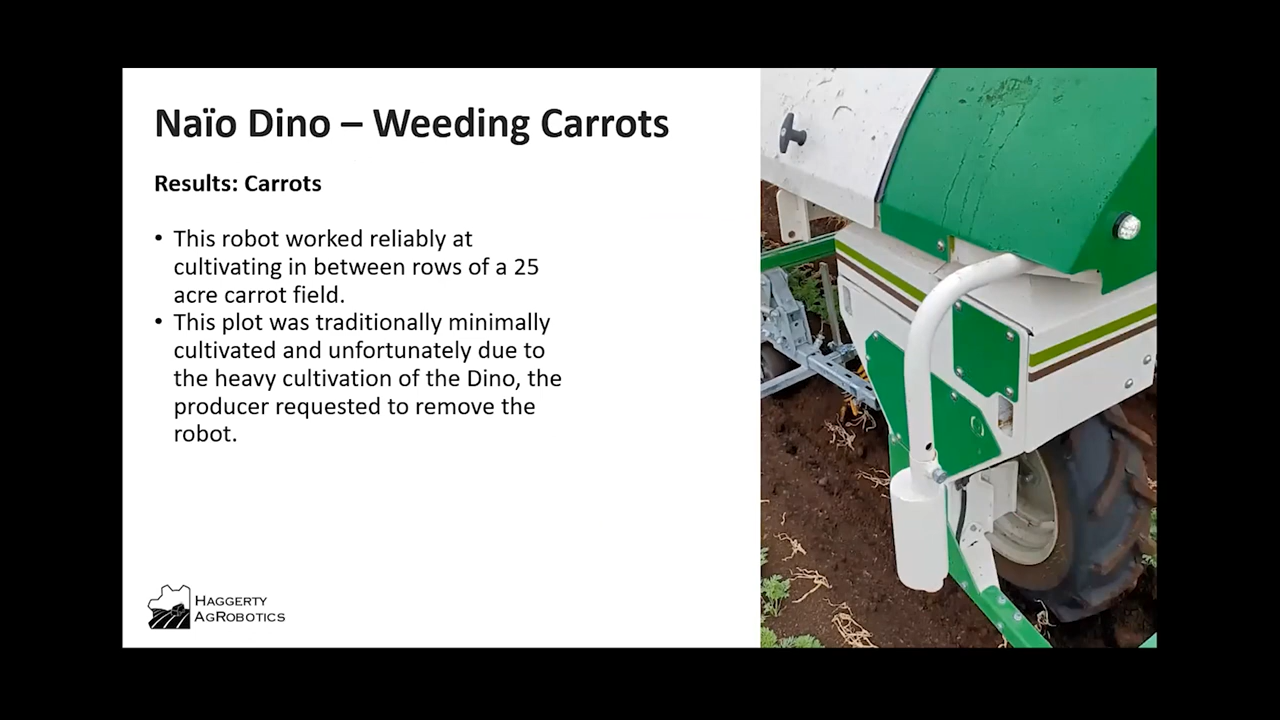 Naïo Dino – Weeding Carrots
Results: Carrots
• This robot worked reliably at
cultivating in between rows of a 25
acre carrot field.
• This plot was traditionally minimally
cultivated and unfortunately due to
the heavy cultivation of the Dino, the
producer requested to remove the
robot.
HAGGERTY
AGROBOTICS